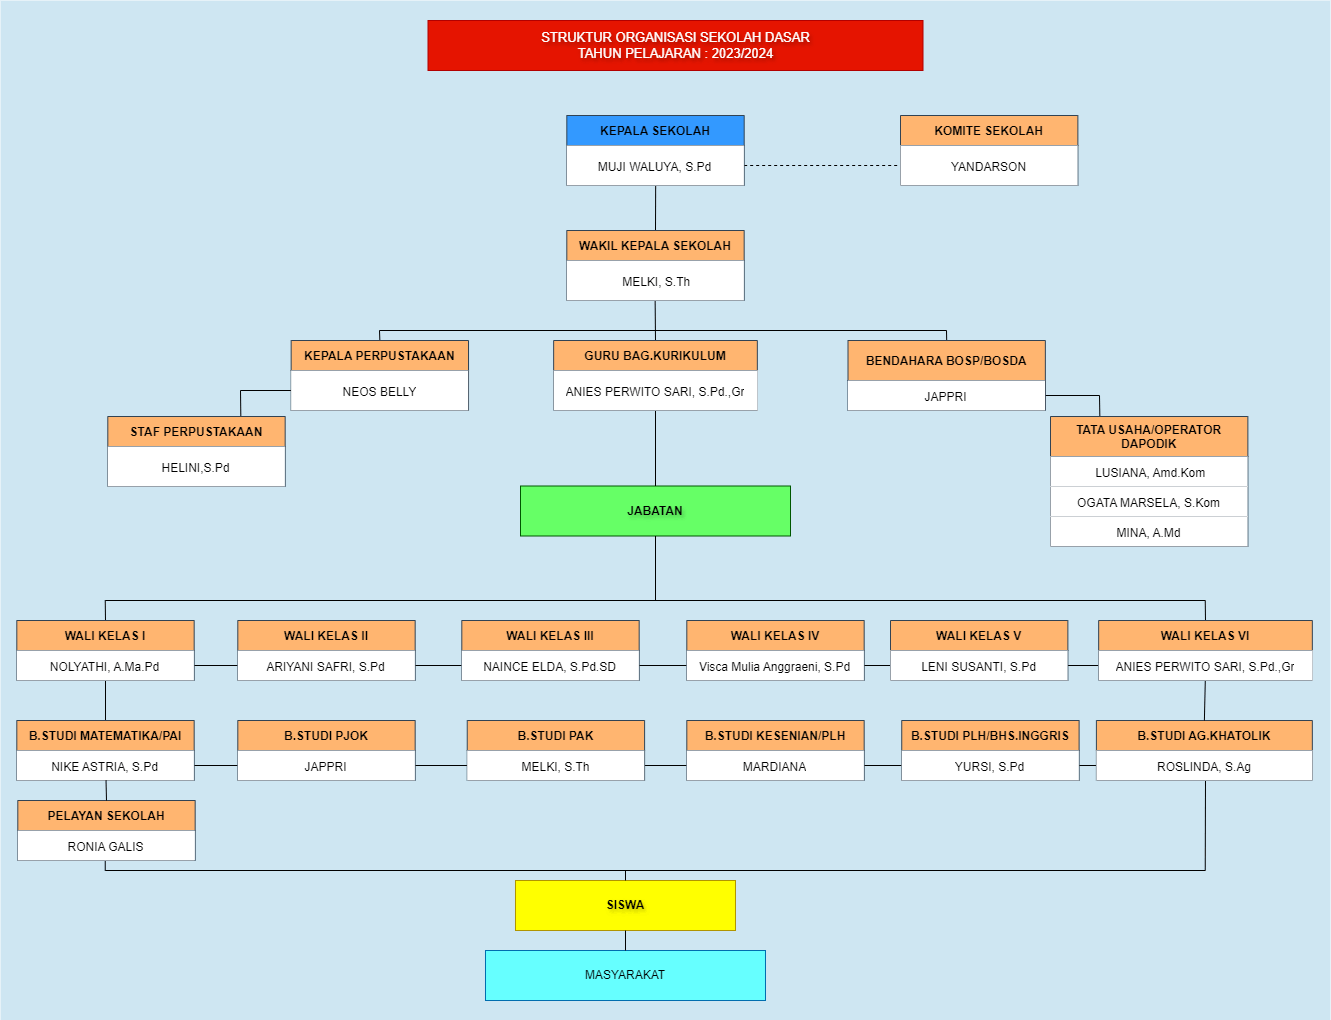 STRUKTUR ORGANISASI SEKOLAH DASAR
TAHUN PELAJARAN : 2023/2024
KEPALA SEKOLAH
MUJI WALUYA, S.Pd
KOMITE SEKOLAH
YANDARSON
WAKIL KEPALA SEKOLAH
MELKI, S.Th
KEPALA PERPUSTAKAAN
NEOS BELLY
GURU BAG.KURIKULUM
ANIES PERWITO SARI, S.Pd.,Gr
BENDAHARA BOSP/BOSDA
JAPPRI
STAF PERPUSTAKAAN
HELINI,S.Pd
TATA USAHA/OPERATOR
DAPODIK
LUSIANA, Amd.Kom
OGATA MARSELA, S.Kom
MINA, A.Md
JABATAN
WALI KELAS I
NOLYATHI, A.Ma.Pd
WALI KELAS II
ARIYANI SAFRI, S.Pd
WALI KELAS III
NAINCE ELDA, S.Pd.SD
WALI KELAS IV
Visca Mulia Anggraeni, S.Pd
WALI KELAS V
LENI SUSANTI, S.Pd
WALI KELAS VI
ANIES PERWITO SARI, S.Pd.,Gr
B.STUDI MATEMATIKA/PAI
NIKE ASTRIA, S.Pd
B.STUDI PJOK
JAPPRI
B.STUDI PAK
MELKI, S.Th
B.STUDI KESENIAN/PLH
MARDIANA
B.STUDI PLH/BHS.INGGRIS
YURSI, S.Pd
B.STUDI AG.KHATOLIK
ROSLINDA, S.Ag
PELAYAN SEKOLAH
RONIA GALIS
SISWA
MASYARAKAT